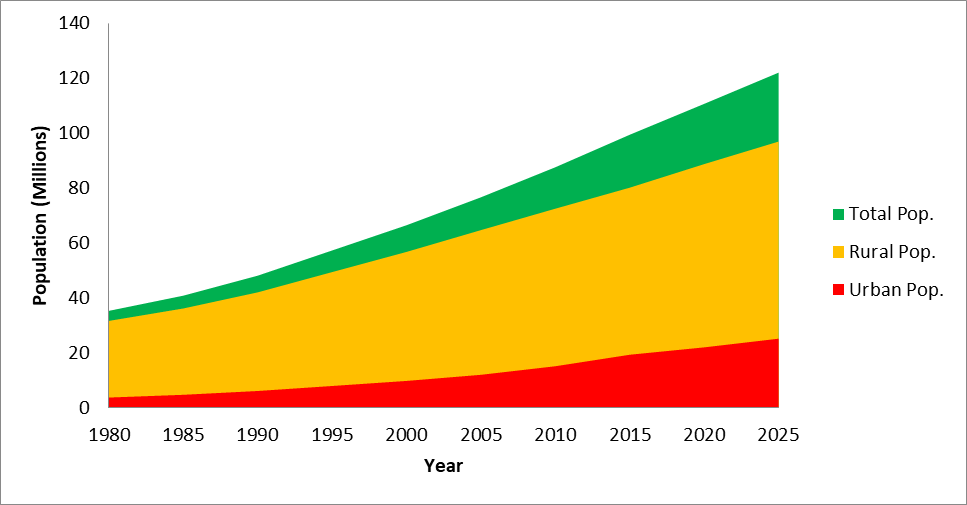 140
120
100
80
60
40
20
0
Population (Millions)
1980 1985 1990 1995 2000 2005 2010 2015 2020 2025
Year
Total Pop.
Rural Pop.
Urban Pop.